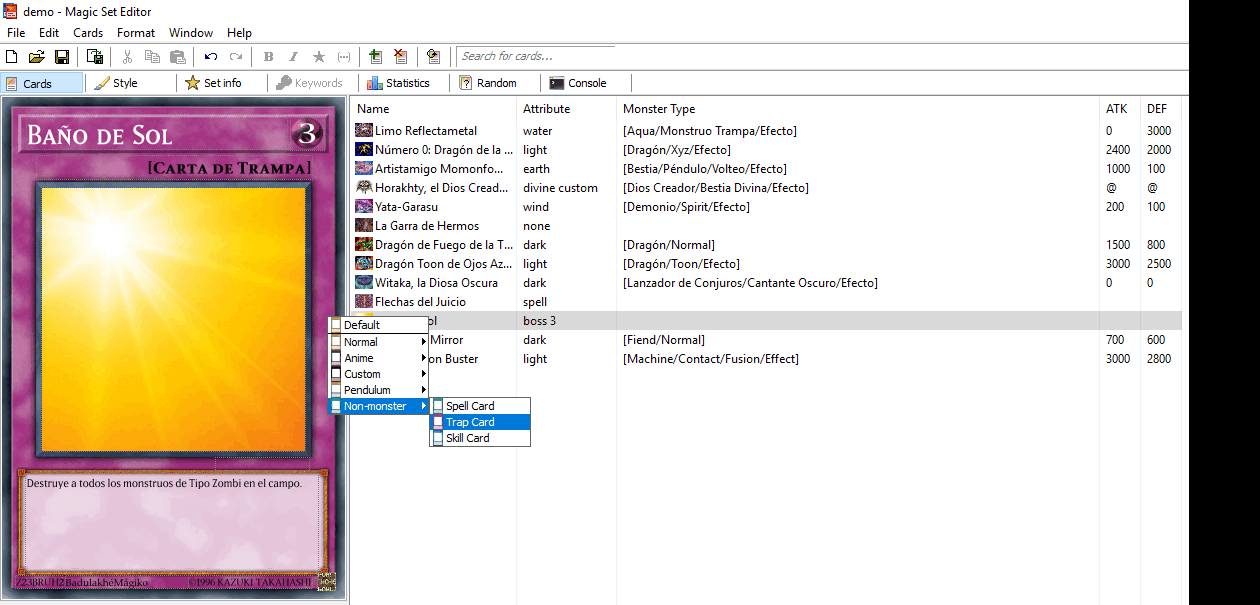 demo - Magic Set Editor
File Edit Cards Format Window Help
B I Search for cards...
Cards Style Set info Keywords Statistics Random Console
Name Attribute Monster Type ATK DEF
Limo Reflectametal water [Aqua/Monstruo Trampa/Efecto] 0 3000
Número 0: Dragón de la ... light [Dragón/Xyz/Efecto] 2400 2000
Artistamigo Momonfo... earth [Bestia/Péndulo/Volteo/Efecto] 1000 100
Horakhty, el Dios Cread... divine custom [Dios Creador/Bestia Divina/Efecto] @ @
Yata-Garasu wind [Demonio/Spirit/Efecto] 200 100
La Garra de Hermos none
Dragón de Fuego de la T... dark [Dragón/Normal] 1500 800
Dragón Toon de Ojos Az... light [Dragón/Toon/Efecto] 3000 2500
Witaka, la Diosa Oscura dark [Lanzador de Conjuros/Cantante Oscuro/Efecto] 0 0
Flechas del Juicio spell
ol boss 3
Mirror dark [Fiend/Normal] 700 600
on Buster light [Machine/Contact/Fusion/Effect] 3000 2800
Baño de Sol 3
[Carta de Trampa]
Destruye a todos los monstruos de Tipo Zombi en el campo.
Z23BRUH2 BadulakhéMágiko ©1996 KAZUKI TAKAHASHI
Default
Normal
Anime
Custom
Pendulum
Non-monster
Spell Card
Trap Card
Skill Card